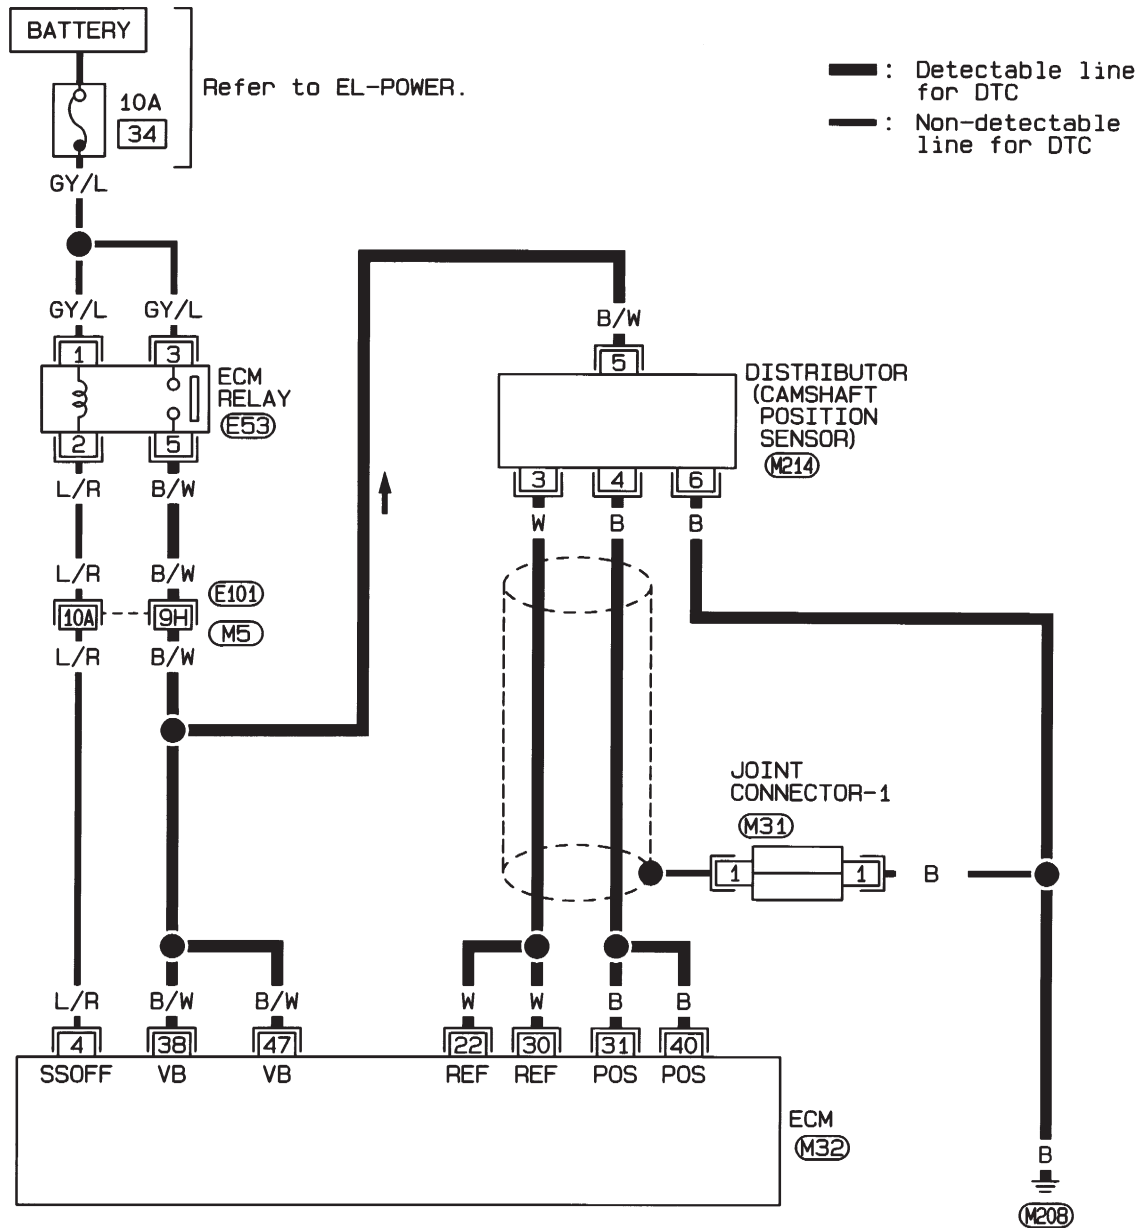 BATTERY
Refer to EL-POWER.
10A
34
GY/L
: Detectable line
for DTC
: Non-detectable
line for DTC
GY/L GY/L
1 3
ECM
RELAY
E53
2 5
L/R B/W
B/W
5
DISTRIBUTOR
(CAMSHAFT
POSITION
SENSOR)
M214
3 4 6
W B B
L/R B/W
E101
10A 9H
M5
L/R B/W
JOINT
CONNECTOR-1
M31
1 1 B
L/R B/W B/W W W B B
4 38 47 22 30 31 40
SSOFF VB VB REF REF POS POS
ECM
M32
B
M208